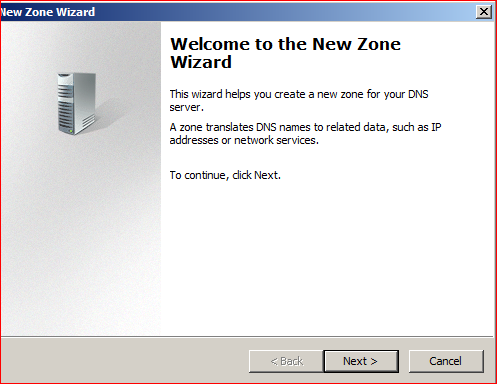 New Zone Wizard
Welcome to the New Zone
Wizard
This wizard helps you create a new zone for your DNS
server.
A zone translates DNS names to related data, such as IP
addresses or network services.
To continue, click Next.
< Back
Next >
Cancel